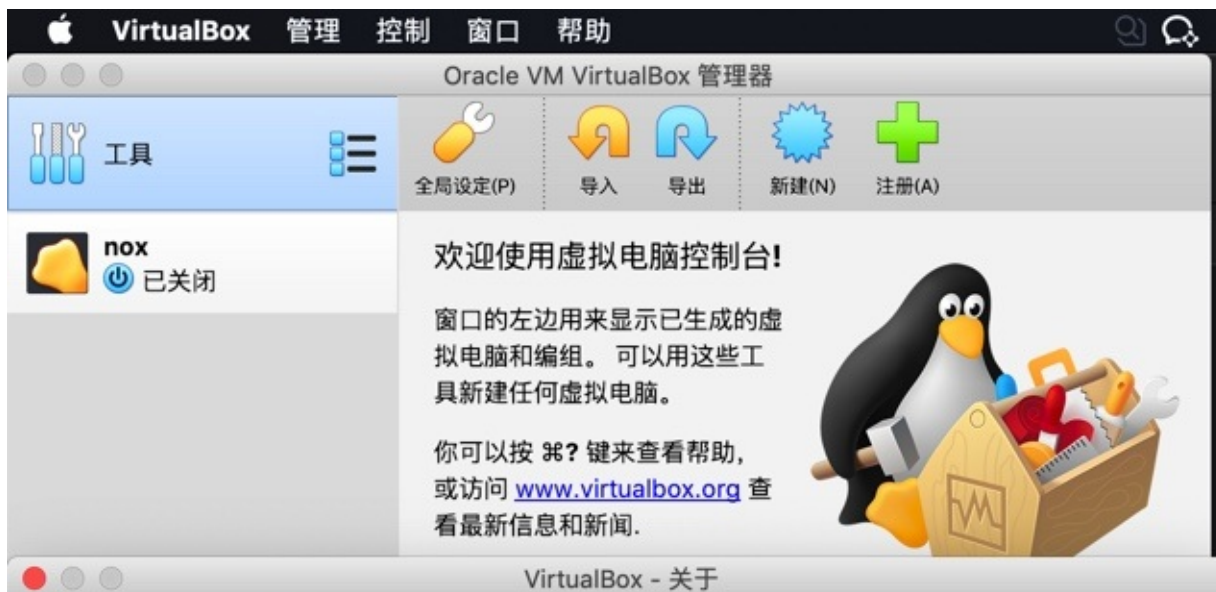 VirtualBox 管理 控制 窗口 帮助
Oracle VM VirtualBox 管理器
工具
全局设定(P) 导入 导出 新建(N) 注册(A)
nox
已关闭
欢迎使用虚拟电脑控制台!
窗口的左边用来显示已生成的虚
拟电脑和编组。 可以用这些工
具新建任何虚拟电脑。
你可以按 ⌘? 键来查看帮助,
或访问 www.virtualbox.org 查
看最新信息和新闻.
VirtualBox - 关于